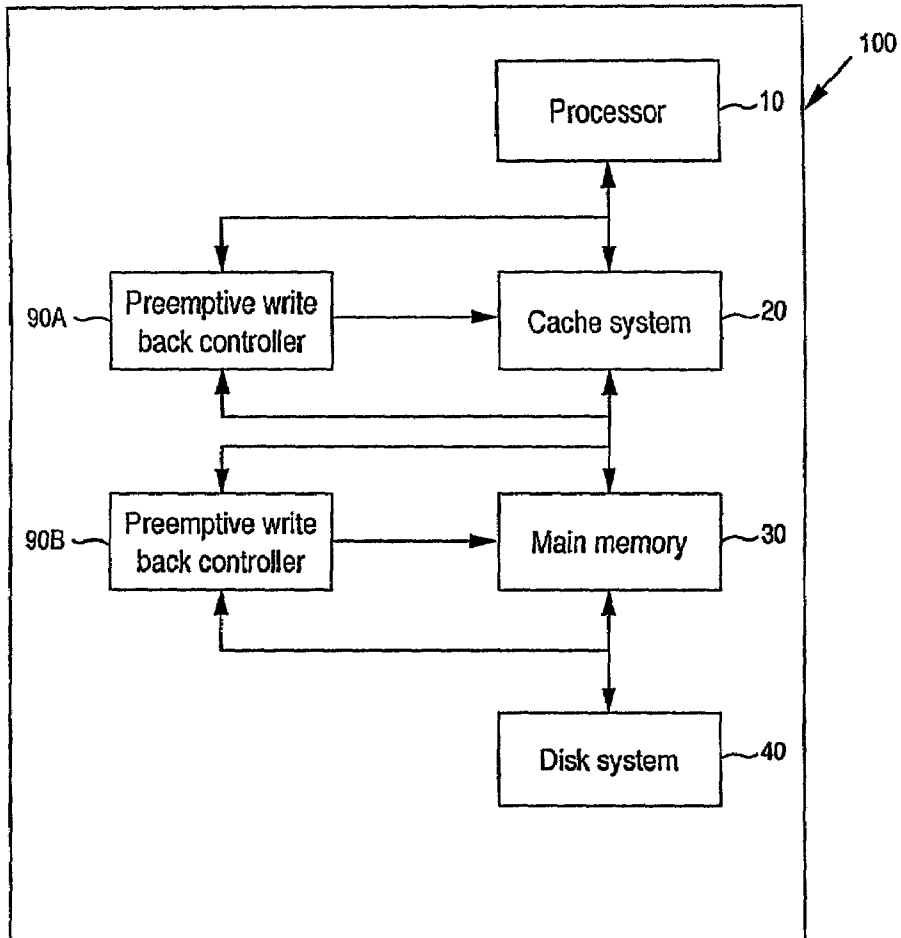 100
Processor
10
90A
Preemptive write
back controller
Cache system
20
90B
Preemptive write
back controller
Main memory
30
Disk system
40